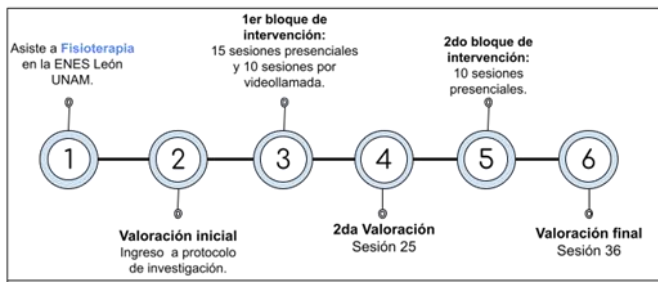 Asiste a Fisioterapia
en la ENES León
UNAM.
1er bloque de
intervención:
15 sesiones presenciales
y 10 sesiones por
videollamada.
2do bloque de
intervención:
10 sesiones
presenciales.
1
2
3
4
5
6
Valoración inicial
Ingreso a protocolo
de investigación.
2da Valoración
Sesión 25
Valoración final
Sesión 36